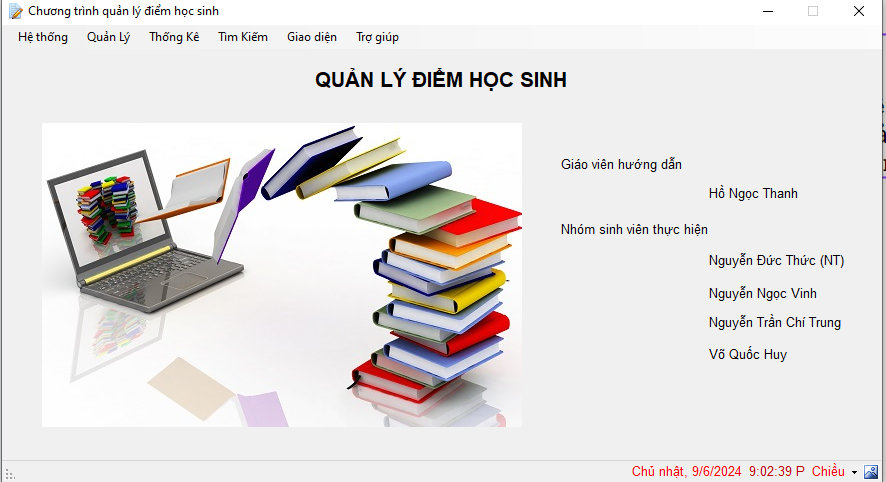 Chương trình quản lý điểm học sinh
Hệ thống Quản Lý Thống Kê Tìm Kiếm Giao diện Trợ giúp
QUẢN LÝ ĐIỂM HỌC SINH
Giáo viên hướng dẫn
Hồ Ngọc Thanh
Nhóm sinh viên thực hiện
Nguyễn Đức Thức (NT)
Nguyễn Ngọc Vinh
Nguyễn Trần Chí Trung
Võ Quốc Huy
Chủ nhật, 9/6/2024 9:02:39 P Chiều